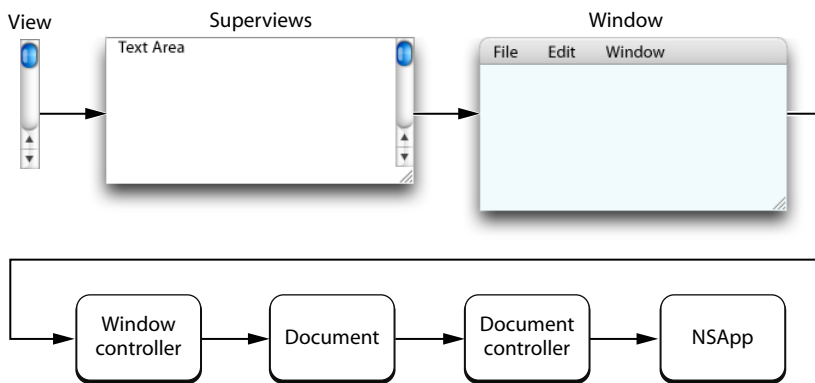 View
Superviews
Window
Text Area
File Edit Window
Window
controller
Document
Document
controller
NSApp